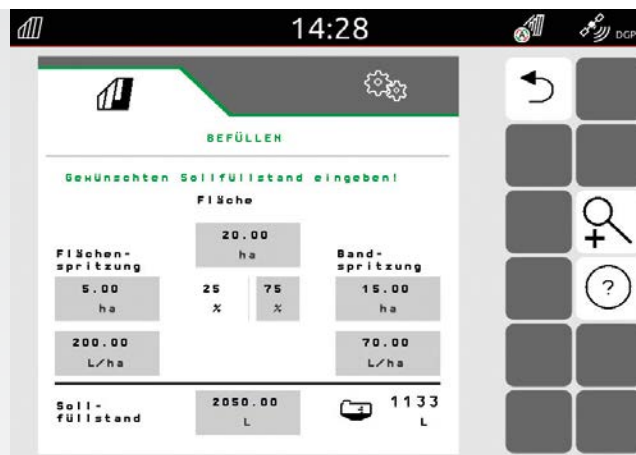 14:28
DGP
BEFÜLLEN
Gewünschten Sollfüllstand eingeben!
Fläche
20.00
ha
Flächen-
spritzung
Band-
spritzung
5.00
ha
25
%
75
%
15.00
ha
200.00
L/ha
70.00
L/ha
Soll-
füllstand
2050.00
L
1133
L
?